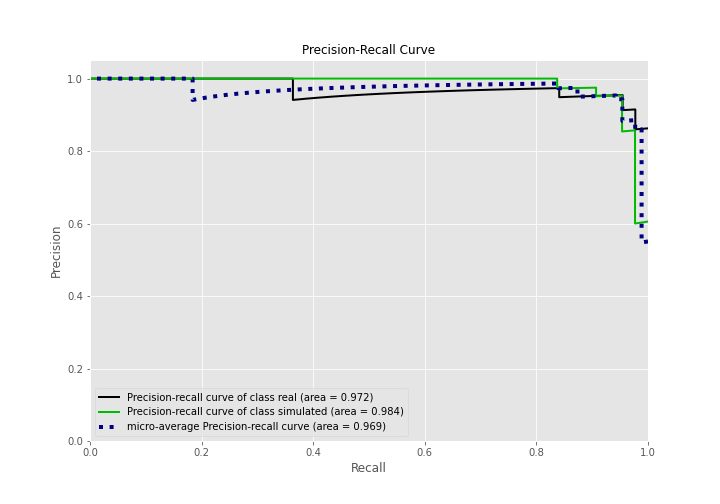 Precision-Recall Curve
1.0
0.8
0.6
0.4
0.2
0.0
Precision
Precision-recall curve of class real (area = 0.972)
Precision-recall curve of class simulated (area = 0.984)
micro-average Precision-recall curve (area = 0.969)
0.0 0.2 0.4 0.6 0.8 1.0
Recall